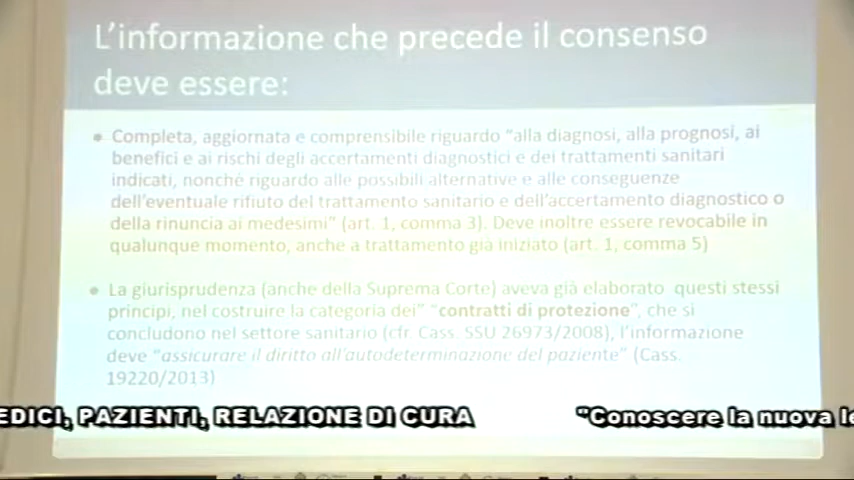 L'informazione che precede il consenso
deve essere:
• Completa, aggiornata e comprensibile riguardo "alla diagnosi, alla prognosi, ai
benefici e ai rischi degli accertamenti diagnostici e dei trattamenti sanitari
indicati, nonché riguardo alle possibili alternative e alle conseguenze
dell'eventuale rifiuto del trattamento sanitario e dell'accertamento diagnostico o
della rinuncia ai medesimi" (art. 1, comma 3). Deve inoltre essere revocabile in
qualunque momento, anche a trattamento già iniziato (art. 1, comma 5)
• La giurisprudenza (anche della Suprema Corte) aveva già elaborato questi stessi
principi, nel costruire la categoria dei" "contratti di protezione", che si
concludono nel settore sanitario (cfr. Cass. SSU 26973/2008), l'informazione
deve "assicurare il diritto all'autodeterminazione del paziente" (Cass.
19220/2013)
EDICI, PAZIENTI, RELAZIONE DI CURA "Conoscere la nuova le